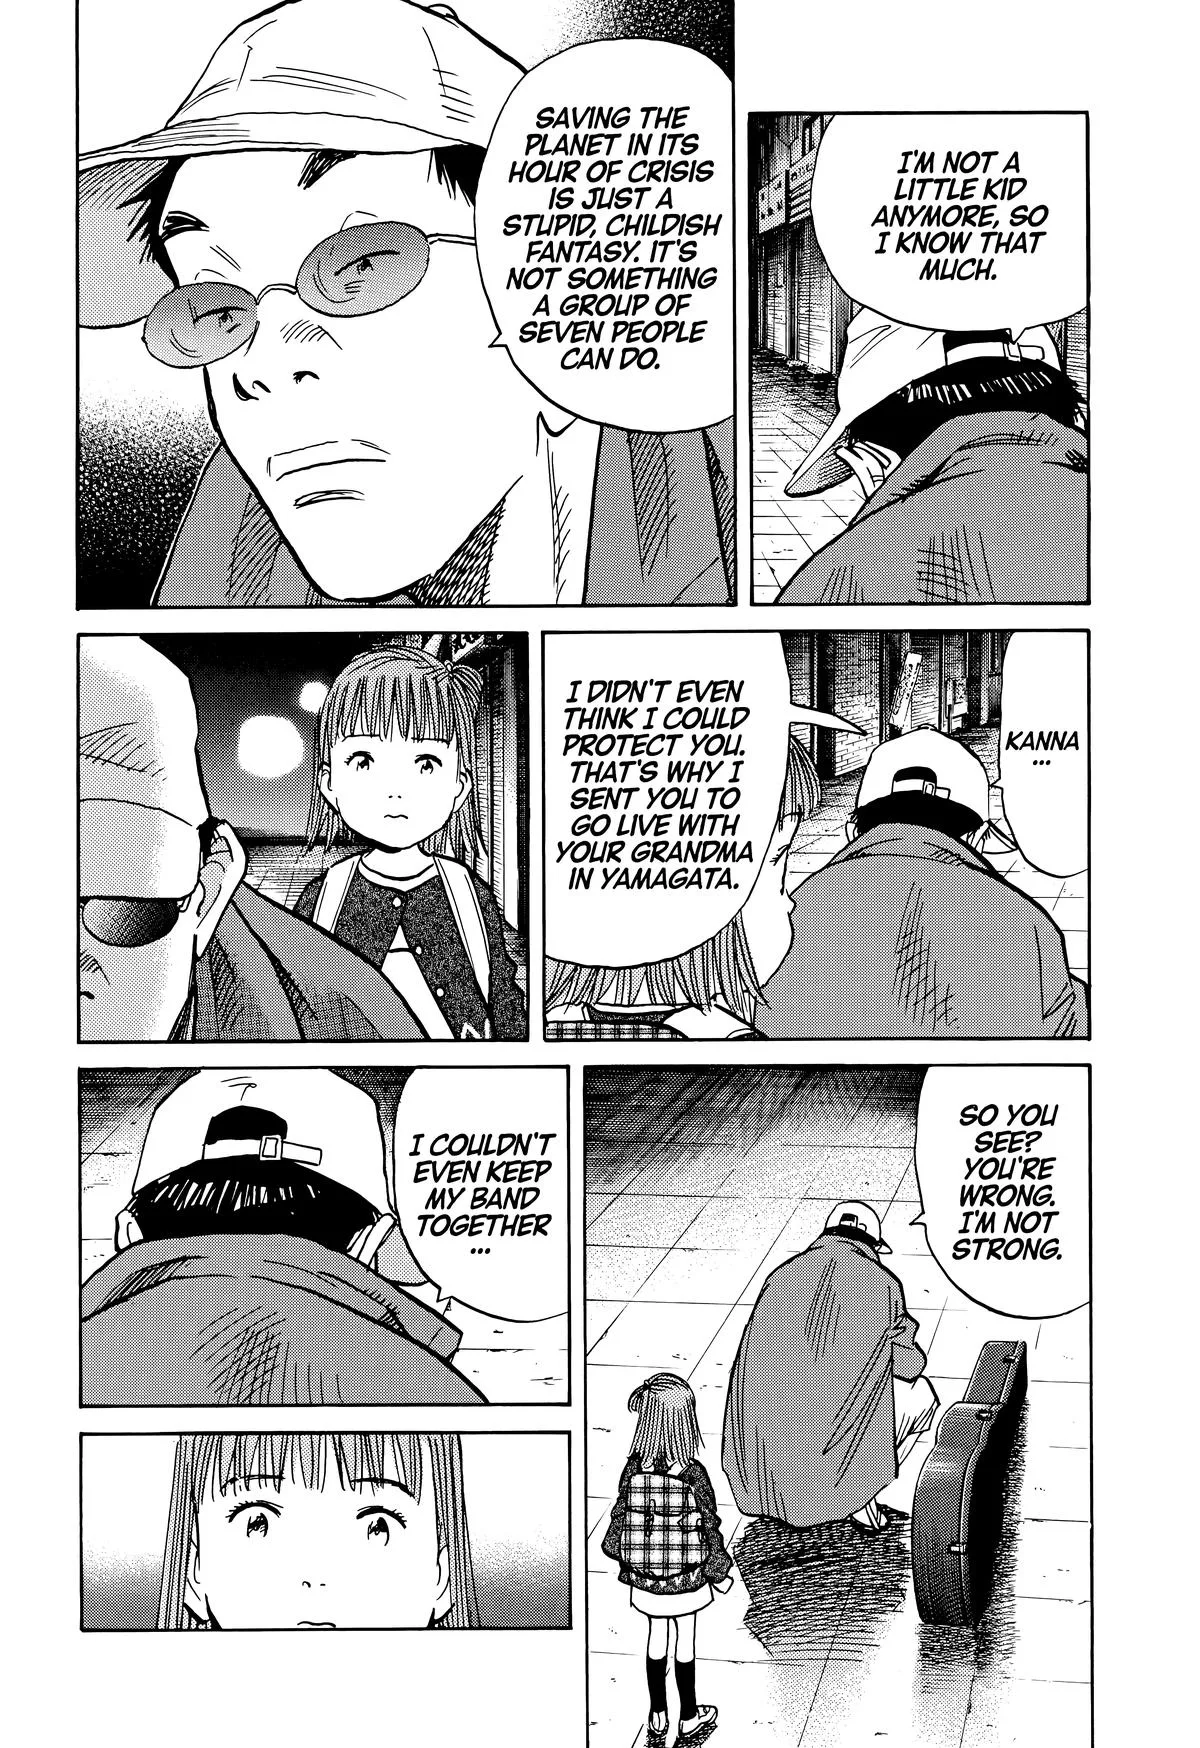 I'M NOT A
LITTLE KID
ANYMORE, SO
I KNOW THAT
MUCH.
SAVING THE
PLANET IN ITS
HOUR OF CRISIS
IS JUST A
STUPID, CHILDISH
FANTASY. IT'S
NOT SOMETHING
A GROUP OF
SEVEN PEOPLE
CAN DO.
KANNA
...
I DIDN'T EVEN
THINK I COULD
PROTECT YOU.
THAT'S WHY I
SENT YOU TO
GO LIVE WITH
YOUR GRANDMA
IN YAMAGATA.
SO YOU
SEE?
YOU'RE
WRONG.
I'M NOT
STRONG.
I COULDN'T
EVEN KEEP
MY BAND
TOGETHER
...